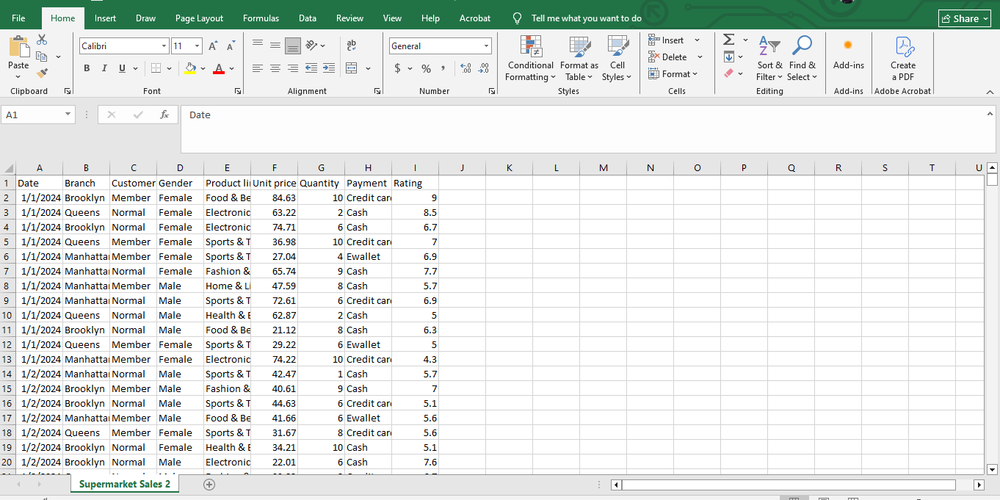 File Home Insert Draw Page Layout Formulas Data Review View Help Acrobat Tell me what you want to do Share
Paste
Clipboard
Calibri 11
B I U
Font
ab
Alignment
General
$ % ,
Number
Conditional Formatting
Format as Table
Cell Styles
Styles
Insert
Delete
Format
Cells
Sort & Filter
Find & Select
Editing
Add-ins
Add-ins
Create a PDF
Adobe Acrobat
A1 fx Date
A B C D E F G H I J K L M N O P Q R S T U
1 Date Branch Customer Gender Product li Unit price Quantity Payment Rating
2 1/1/2024 Brooklyn Member Female Food & Be 84.63 10 Credit car 9
3 1/1/2024 Queens Normal Female Electronic 63.22 2 Cash 8.5
4 1/1/2024 Brooklyn Normal Female Electronic 74.71 6 Cash 6.7
5 1/1/2024 Queens Member Female Sports & T 36.98 10 Credit car 7
6 1/1/2024 Manhatta Member Female Sports & T 27.04 4 Ewallet 6.9
7 1/1/2024 Manhatta Normal Female Fashion & 65.74 9 Cash 7.7
8 1/1/2024 Manhatta Member Male Home & Li 47.59 8 Cash 5.7
9 1/1/2024 Manhatta Normal Male Sports & T 72.61 6 Credit car 6.9
10 1/1/2024 Queens Normal Male Health & B 62.87 2 Cash 5
11 1/1/2024 Brooklyn Normal Male Food & Be 21.12 8 Cash 6.3
12 1/1/2024 Queens Member Female Sports & T 29.22 6 Ewallet 5
13 1/1/2024 Manhatta Member Female Electronic 74.22 10 Credit car 4.3
14 1/2/2024 Manhatta Normal Male Sports & T 42.47 1 Cash 5.7
15 1/2/2024 Brooklyn Member Male Fashion & 40.61 9 Cash 7
16 1/2/2024 Brooklyn Normal Male Sports & T 44.63 6 Credit car 5.1
17 1/2/2024 Manhatta Member Male Food & Be 41.66 6 Ewallet 5.6
18 1/2/2024 Queens Member Female Sports & T 31.67 8 Credit car 5.6
19 1/2/2024 Brooklyn Normal Female Health & B 34.21 10 Cash 5.1
20 1/2/2024 Brooklyn Normal Male Electronic 22.01 6 Cash 7.6
Supermarket Sales 2